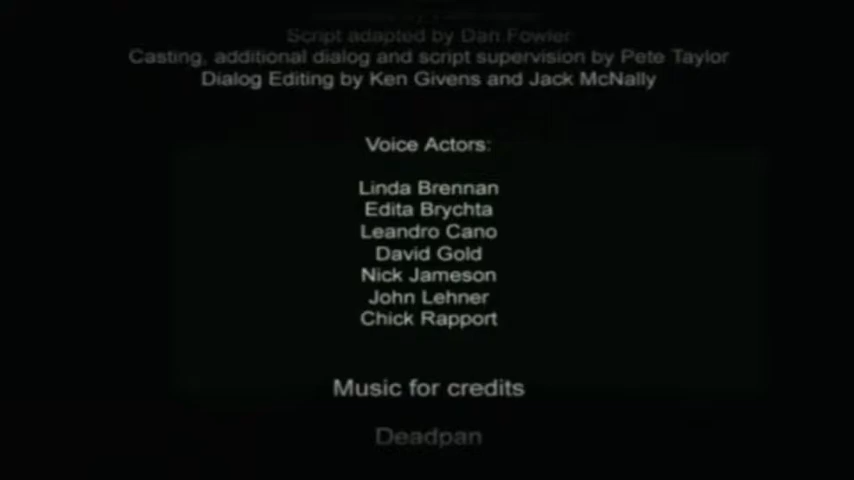 Script adapted by Dan Fowler
Casting, additional dialog and script supervision by Pete Taylor
Dialog Editing by Ken Givens and Jack McNally
Voice Actors:
Linda Brennan
Edita Brychta
Leandro Cano
David Gold
Nick Jameson
John Lehner
Chick Rapport
Music for credits
Deadpan